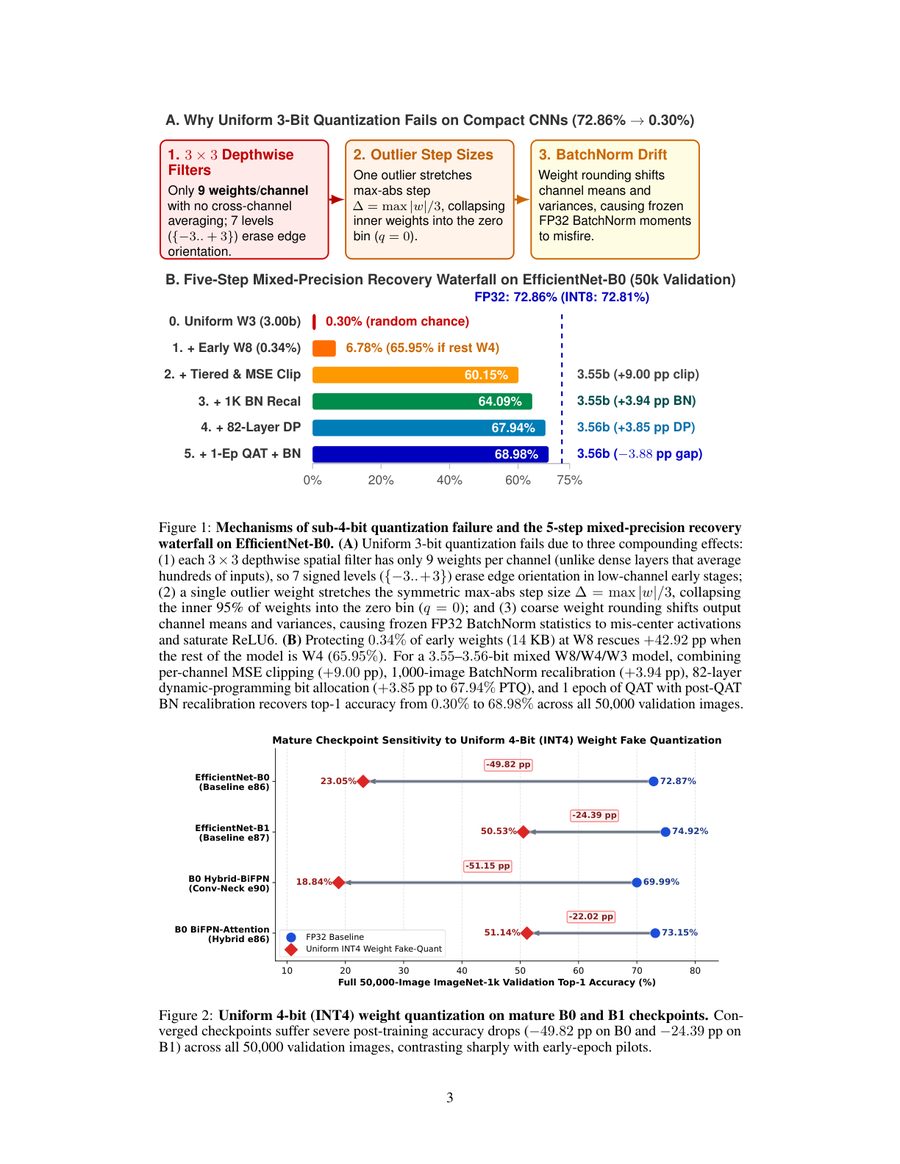 A. Why Uniform 3-Bit Quantization Fails on Compact CNNs (72.86% → 0.30%)
1. 3 × 3 Depthwise
Filters
Only 9 weights/channel
with no cross-channel
averaging; 7 levels
({−3.. + 3}) erase edge
orientation.
2. Outlier Step Sizes
One outlier stretches
max-abs step
Δ = max |w|/3, collapsing
inner weights into the zero
bin (q = 0).
3. BatchNorm Drift
Weight rounding shifts
channel means and
variances, causing frozen
FP32 BatchNorm moments
to misfire.
B. Five-Step Mixed-Precision Recovery Waterfall on EfficientNet-B0 (50k Validation)
FP32: 72.86% (INT8: 72.81%)
0. Uniform W3 (3.00b) 0.30% (random chance)
1. + Early W8 (0.34%) 6.78% (65.95% if rest W4)
2. + Tiered & MSE Clip 60.15% 3.55b (+9.00 pp clip)
3. + 1K BN Recal 64.09% 3.55b (+3.94 pp BN)
4. + 82-Layer DP 67.94% 3.56b (+3.85 pp DP)
5. + 1-Ep QAT + BN 68.98% 3.56b (−3.88 pp gap)
0% 20% 40% 60% 75%
Figure 1: Mechanisms of sub-4-bit quantization failure and the 5-step mixed-precision recovery
waterfall on EfficientNet-B0. (A) Uniform 3-bit quantization fails due to three compounding effects:
(1) each 3 × 3 depthwise spatial filter has only 9 weights per channel (unlike dense layers that average
hundreds of inputs), so 7 signed levels ({−3..+3}) erase edge orientation in low-channel early stages;
(2) a single outlier weight stretches the symmetric max-abs step size Δ = max |w|/3, collapsing
the inner 95% of weights into the zero bin (q = 0); and (3) coarse weight rounding shifts output
channel means and variances, causing frozen FP32 BatchNorm statistics to mis-center activations
and saturate ReLU6. (B) Protecting 0.34% of early weights (14 KB) at W8 rescues +42.92 pp when
the rest of the model is W4 (65.95%). For a 3.55–3.56-bit mixed W8/W4/W3 model, combining
per-channel MSE clipping (+9.00 pp), 1,000-image BatchNorm recalibration (+3.94 pp), 82-layer
dynamic-programming bit allocation (+3.85 pp to 67.94% PTQ), and 1 epoch of QAT with post-QAT
BN recalibration recovers top-1 accuracy from 0.30% to 68.98% across all 50,000 validation images.
Mature Checkpoint Sensitivity to Uniform 4-Bit (INT4) Weight Fake Quantization
-49.82 pp
EfficientNet-B0
(Baseline e86)
23.05% 72.87%
-24.39 pp
EfficientNet-B1
(Baseline e87)
50.53% 74.92%
-51.15 pp
B0 Hybrid-BiFPN
(Conv-Neck e90)
18.84% 69.99%
-22.02 pp
B0 BiFPN-Attention
(Hybrid e86)
51.14% 73.15%
FP32 Baseline
Uniform INT4 Weight Fake-Quant
10 20 30 40 50 60 70 80
Full 50,000-Image ImageNet-1k Validation Top-1 Accuracy (%)
Figure 2: Uniform 4-bit (INT4) weight quantization on mature B0 and B1 checkpoints. Con-
verged checkpoints suffer severe post-training accuracy drops (−49.82 pp on B0 and −24.39 pp on
B1) across all 50,000 validation images, contrasting sharply with early-epoch pilots.
3